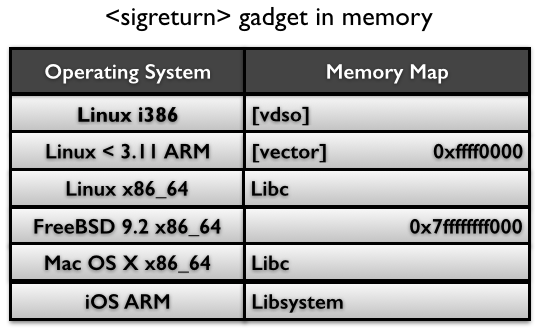 <sigreturn> gadget in memory
Operating System Memory Map
Linux i386 [vdso]
Linux < 3.11 ARM [vector] 0xffff0000
Linux x86_64 Libc
FreeBSD 9.2 x86_64 0x7ffffffff000
Mac OS X x86_64 Libc
iOS ARM Libsystem